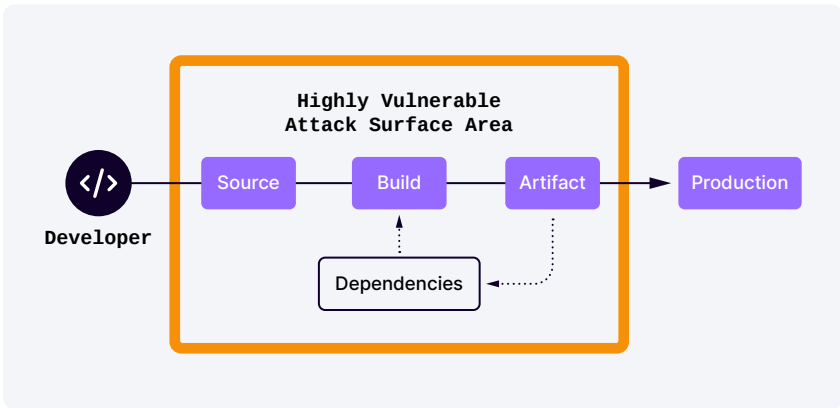 Highly Vulnerable
Attack Surface Area
</>
Source
Build
Artifact
Production
Developer
Dependencies